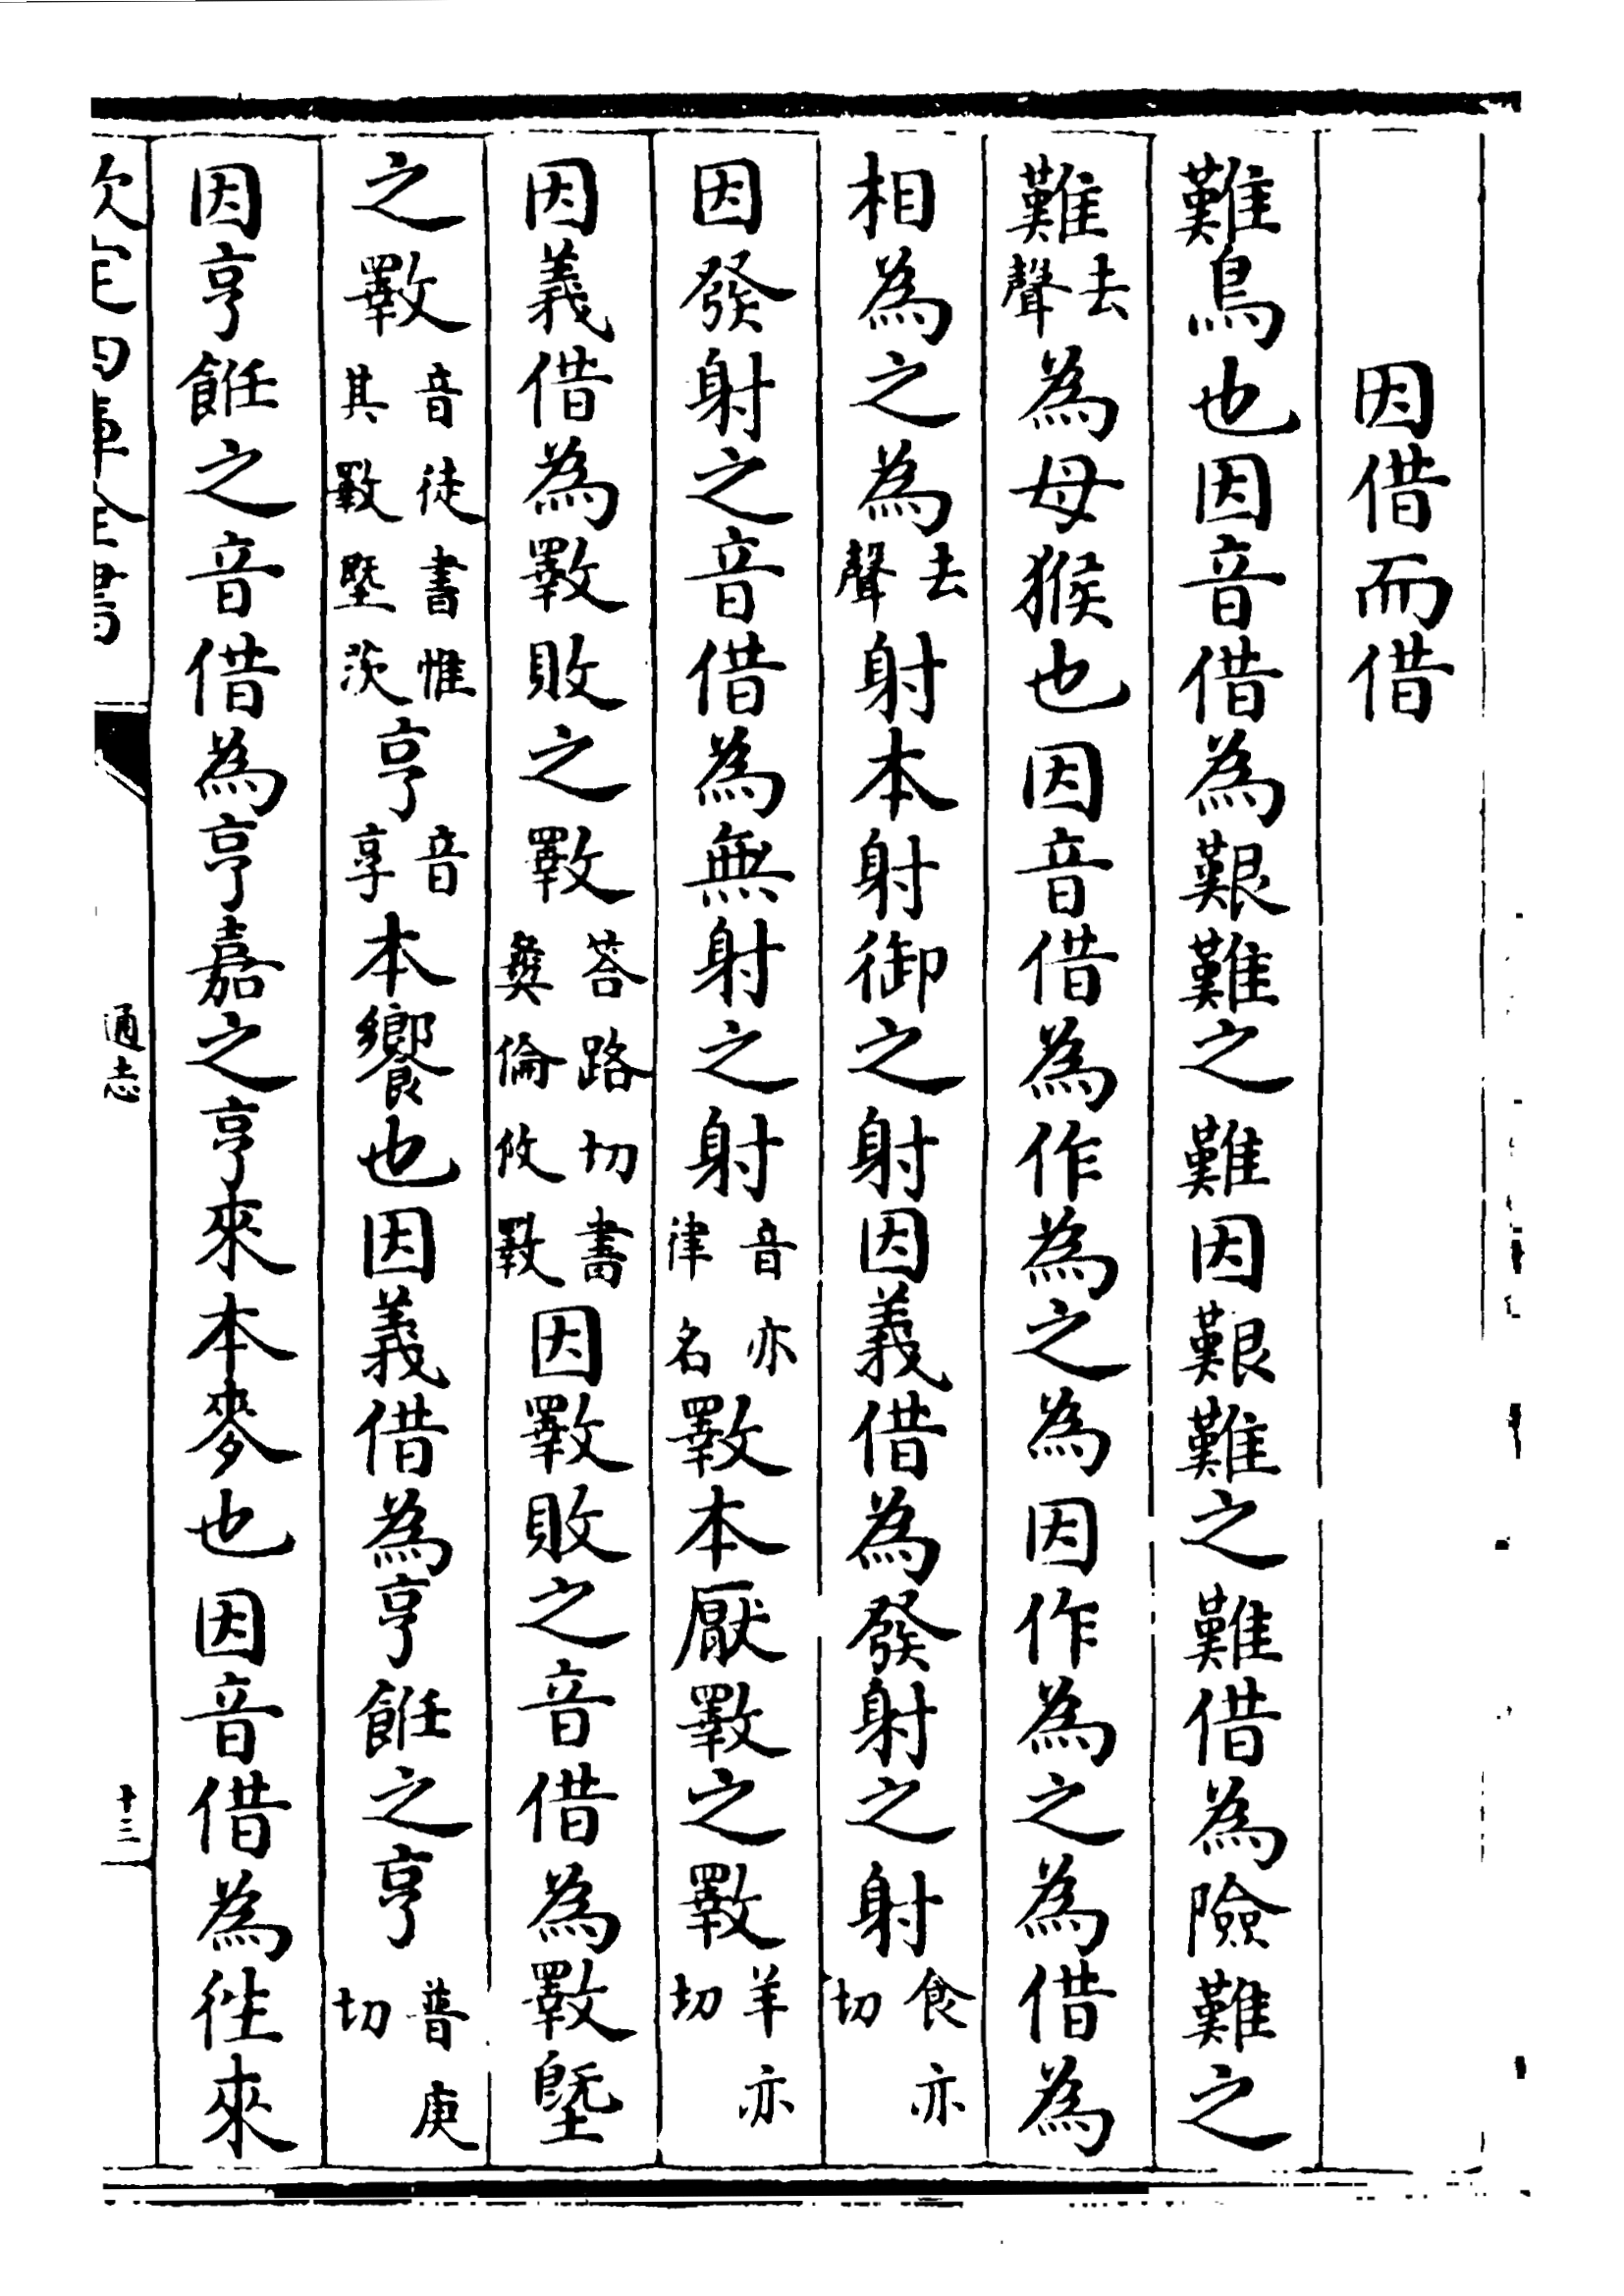 因借而借
難鳥也因音借為艱難之難因艱難之難借為險難之
難去聲為母猴也因音借為作為之為因作為之為借為
相為之為去聲射本射御之射因義借為發射之射食亦切
因發射之音借為無射之射音亦律名斁本厭斁之斁羊亦切
因義借為斁敗之斁荅路切書彝倫攸斁因斁敗之音借為斁塈
之斁音徒書惟其斁塈茨亨音享本饗也因義借為亨飪之亨普庚切
因亨飪之音借為亨嘉之亨來本麥也因音借為徃來
欽定四庫全書
通志
十三